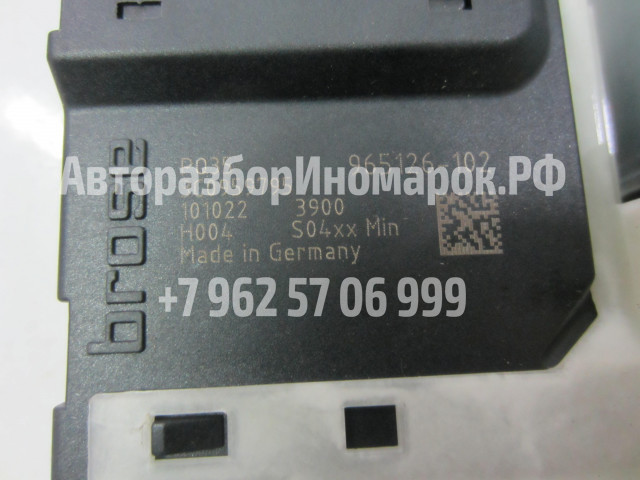 brose
965126-102
АвторазборИномарок.РФ
101022 3900
H004 S04xx Min
Made in Germany
+7 962 57 06 999